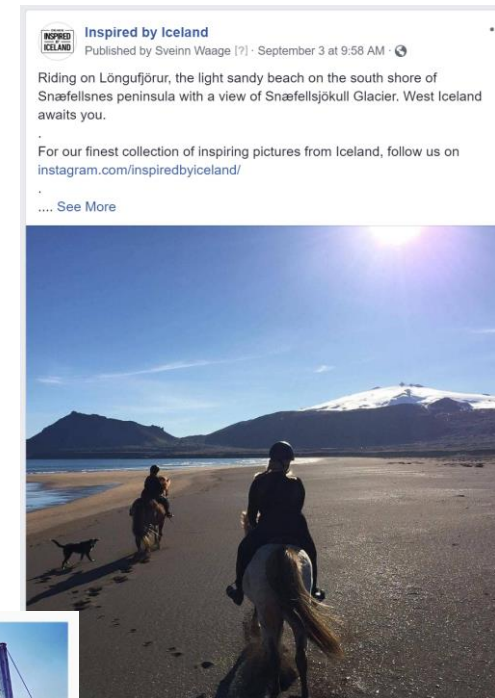 INSPIRED
BY
ICELAND
Inspired by Iceland
Published by Sveinn Waage [?] · September 3 at 9:58 AM ·
Riding on Löngufjörur, the light sandy beach on the south shore of
Snæfellsnes peninsula with a view of Snæfellsjökull Glacier. West Iceland
awaits you.
.
For our finest collection of inspiring pictures from Iceland, follow us on
instagram.com/inspiredbyiceland/
.
.... See More